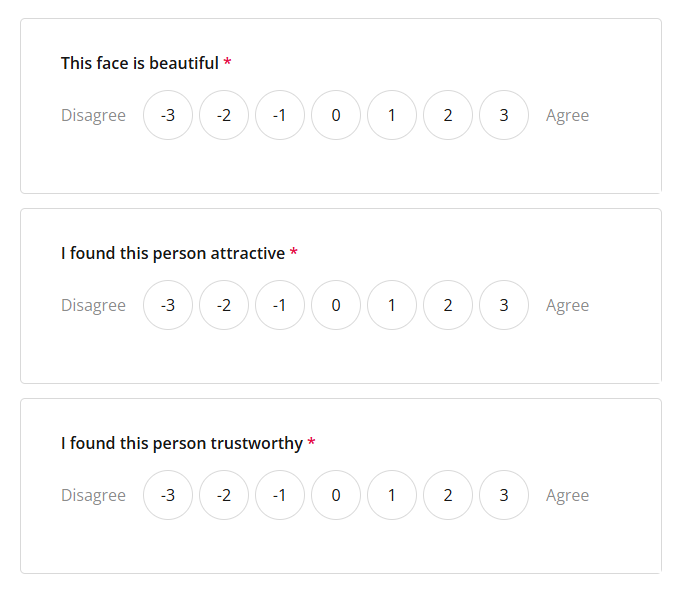 This face is beautiful *
Disagree -3 -2 -1 0 1 2 3 Agree
I found this person attractive *
Disagree -3 -2 -1 0 1 2 3 Agree
I found this person trustworthy *
Disagree -3 -2 -1 0 1 2 3 Agree